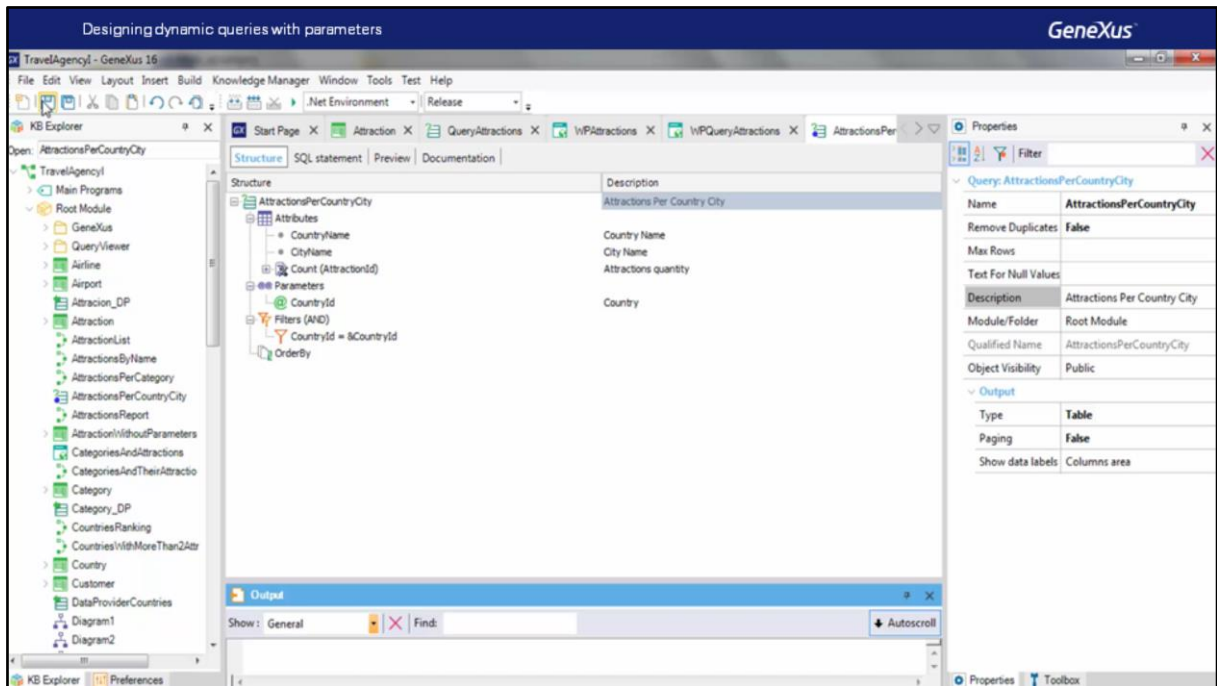 Designing dynamic queries with parameters
GeneXus
TravelAgencyI - GeneXus 16
File Edit View Layout Insert Build Knowledge Manager Window Tools Test Help
.Net Environment Release
KB Explorer
Open: AttractionsPerCountryCity
TravelAgencyI
Main Programs
Root Module
GeneXus
QueryViewer
Airline
Airport
Attracion_DP
Attraction
AttractionList
AttractionsByName
AttractionsPerCategory
AttractionsPerCountryCity
AttractionsReport
AttractionWithoutParameters
CategoriesAndAttractions
CategoriesAndTheirAttractio
Category
Category_DP
CountriesRanking
CountriesWithMoreThan2Attr
Country
Customer
DataProviderCountries
Diagram1
Diagram2
KB Explorer Preferences
Start Page Attraction QueryAttractions WPAttractions WPQueryAttractions AttractionsPer
Structure SQL statement Preview Documentation
Structure Description
AttractionsPerCountryCity Attractions Per Country City
Attributes
CountryName Country Name
CityName City Name
Count (AttractionId) Attractions quantity
Parameters
CountryId Country
Filters (AND)
CountryId = &CountryId
OrderBy
Output
Show: General Find: Autoscroll
Properties
Filter
Query: AttractionsPerCountryCity
Name AttractionsPerCountryCity
Remove Duplicates False
Max Rows
Text For Null Values
Description Attractions Per Country City
Module/Folder Root Module
Qualified Name AttractionsPerCountryCity
Object Visibility Public
Output
Type Table
Paging False
Show data labels Columns area
Properties Toolbox